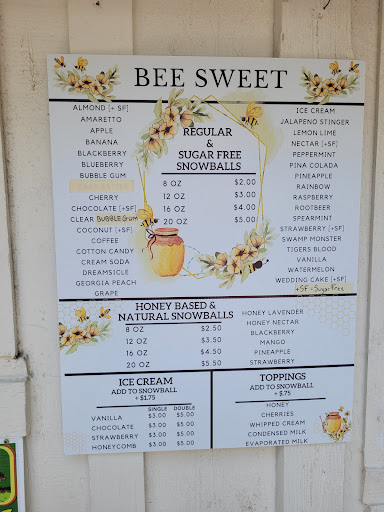 BEE SWEET
ALMOND [+ SF]
AMARETTO
APPLE
BANANA
BLACKBERRY
BLUEBERRY
BUBBLE GUM
CHERRY
CHOCOLATE [+SF]
CLEAR BUBBLEGUM
COCONUT [+SF]
COFFEE
COTTON CANDY
CREAM SODA
DREAMSICLE
GEORGIA PEACH
GRAPE
REGULAR
&
SUGAR FREE
SNOWBALLS
8 OZ $2.00
12 OZ $3.00
16 OZ $4.00
20 OZ $5.00
ICE CREAM
JALAPENO STINGER
LEMON LIME
NECTAR [+SF]
PEPPERMINT
PINA COLADA
PINEAPPLE
RAINBOW
RASPBERRY
ROOTBEER
SPEARMINT
STRAWBERRY [+SF]
SWAMP MONSTER
TIGERS BLOOD
VANILLA
WATERMELON
WEDDING CAKE [+SF]
+SF - Sugar Free
HONEY BASED &
NATURAL SNOWBALLS
8 OZ $2.50
12 OZ $3.50
16 OZ $4.50
20 OZ $5.50
HONEY LAVENDER
HONEY NECTAR
BLACKBERRY
MANGO
PINEAPPLE
STRAWBERRY
ICE CREAM
ADD TO SNOWBALL
+ $1.75
SINGLE DOUBLE
VANILLA $3.00 $5.00
CHOCOLATE $3.00 $5.00
STRAWBERRY $3.00 $5.00
HONEYCOMB $3.00 $5.00
TOPPINGS
ADD TO SNOWBALL
+ $.75
HONEY
CHERRIES
WHIPPED CREAM
CONDENSED MILK
EVAPORATED MILK